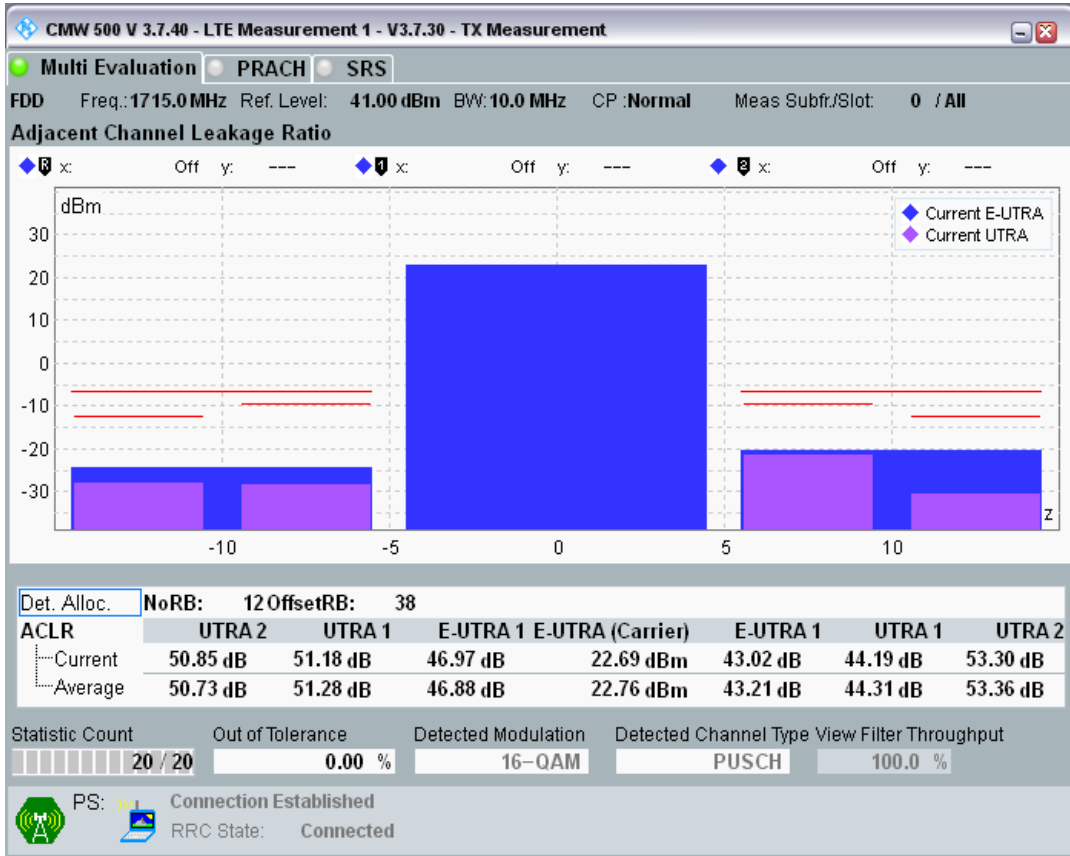 CMW 500 V 3.7.40 - LTE Measurement 1 - V3.7.30 - TX Measurement
Multi Evaluation PRACH SRS
FDD Freq.:1715.0 MHz Ref. Level: 41.00 dBm BW:10.0 MHz CP :Normal Meas Subfr./Slot: 0 / All
Adjacent Channel Leakage Ratio
R x: Off y: --- 1 x: Off y: --- 2 x: Off y: ---
dBm
Current E-UTRA
Current UTRA
30
20
10
0
-10
-20
-30
z
-10 -5 0 5 10
Det. Alloc. NoRB: 12 OffsetRB: 38
ACLR UTRA 2 UTRA 1 E-UTRA 1 E-UTRA (Carrier) E-UTRA 1 UTRA 1 UTRA 2
Current 50.85 dB 51.18 dB 46.97 dB 22.69 dBm 43.02 dB 44.19 dB 53.30 dB
Average 50.73 dB 51.28 dB 46.88 dB 22.76 dBm 43.21 dB 44.31 dB 53.36 dB
Statistic Count Out of Tolerance Detected Modulation Detected Channel Type View Filter Throughput
20 / 20 0.00 % 16-QAM PUSCH 100.0 %
PS: Connection Established
RRC State: Connected